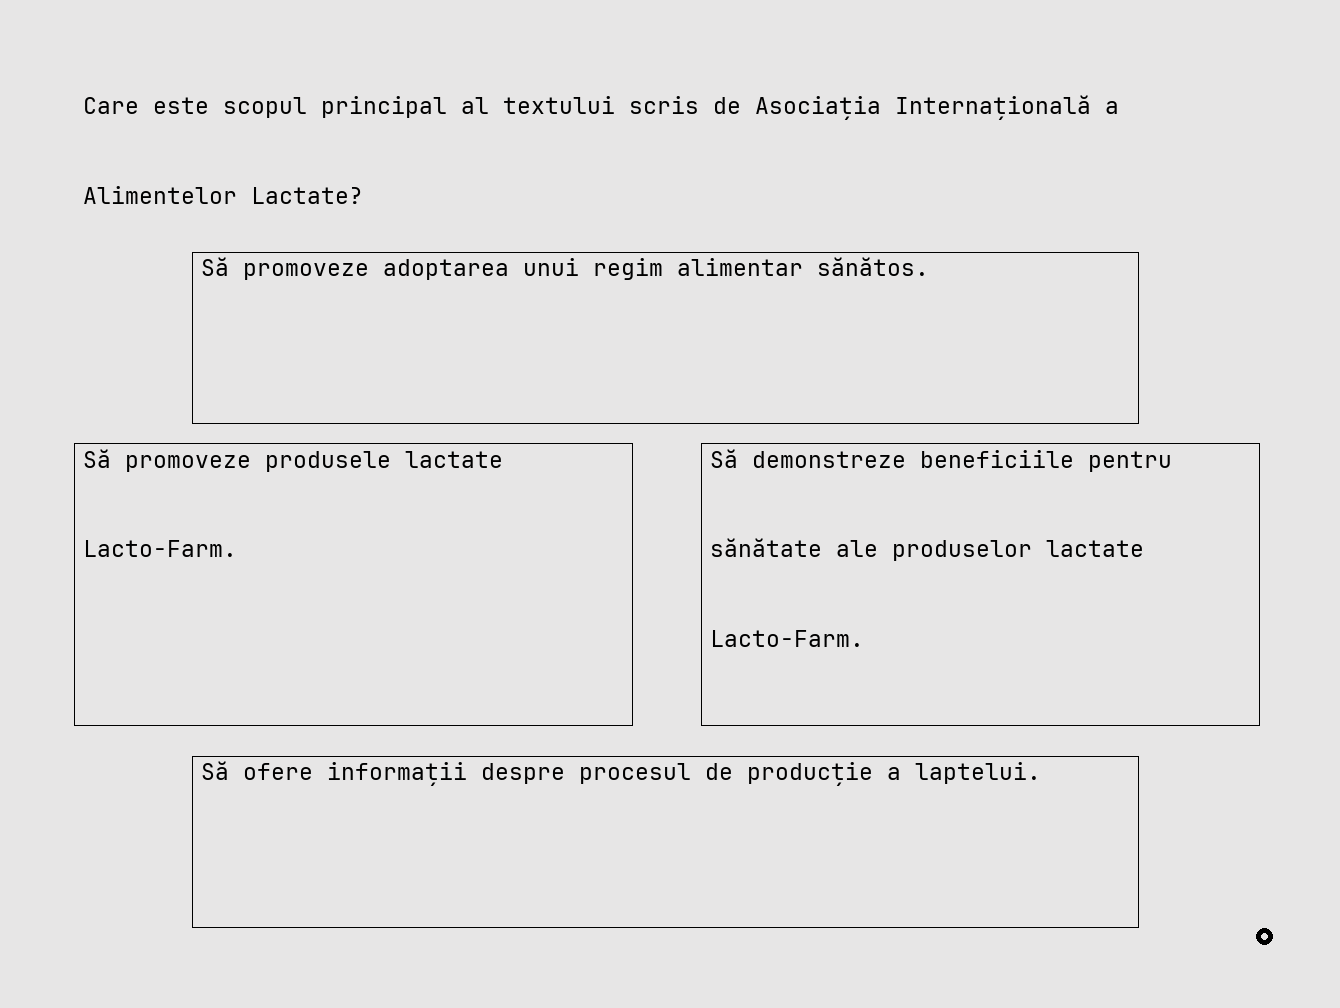 Care este scopul principal al textului scris de Asociația Internațională a
Alimentelor Lactate?
Să promoveze adoptarea unui regim alimentar sănătos.
Să promoveze produsele lactate
Lacto-Farm.
Să demonstreze beneficiile pentru
sănătate ale produselor lactate
Lacto-Farm.
Să ofere informații despre procesul de producție a laptelui.